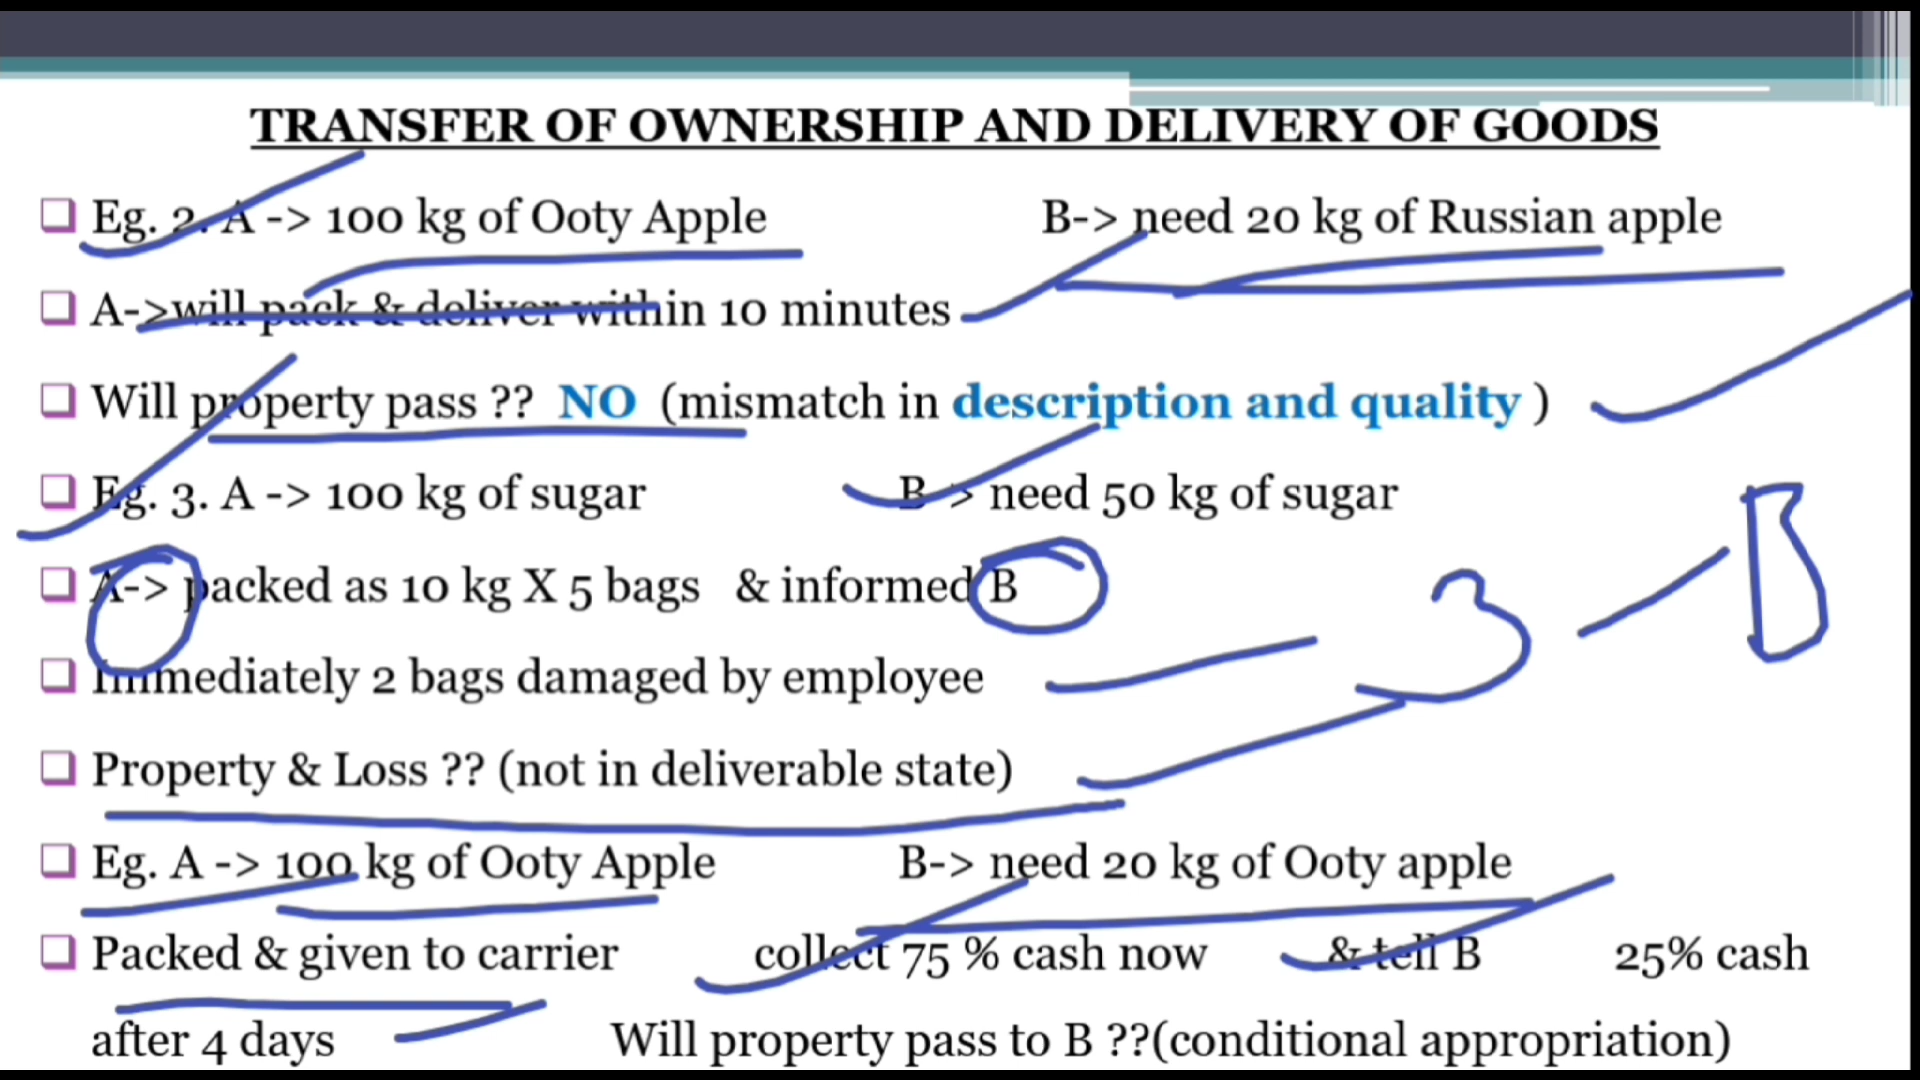 TRANSFER OF OWNERSHIP AND DELIVERY OF GOODS
Eg. 2. A -> 100 kg of Ooty Apple B-> need 20 kg of Russian apple
A->will pack & deliver within 10 minutes
Will property pass ?? NO (mismatch in description and quality )
Eg. 3. A -> 100 kg of sugar B -> need 50 kg of sugar
A-> packed as 10 kg X 5 bags & informed B
Immediately 2 bags damaged by employee
3 - B
Property & Loss ?? (not in deliverable state)
Eg. A -> 100 kg of Ooty Apple B-> need 20 kg of Ooty apple
Packed & given to carrier collect 75 % cash now & tell B 25% cash
after 4 days Will property pass to B ??(conditional appropriation)